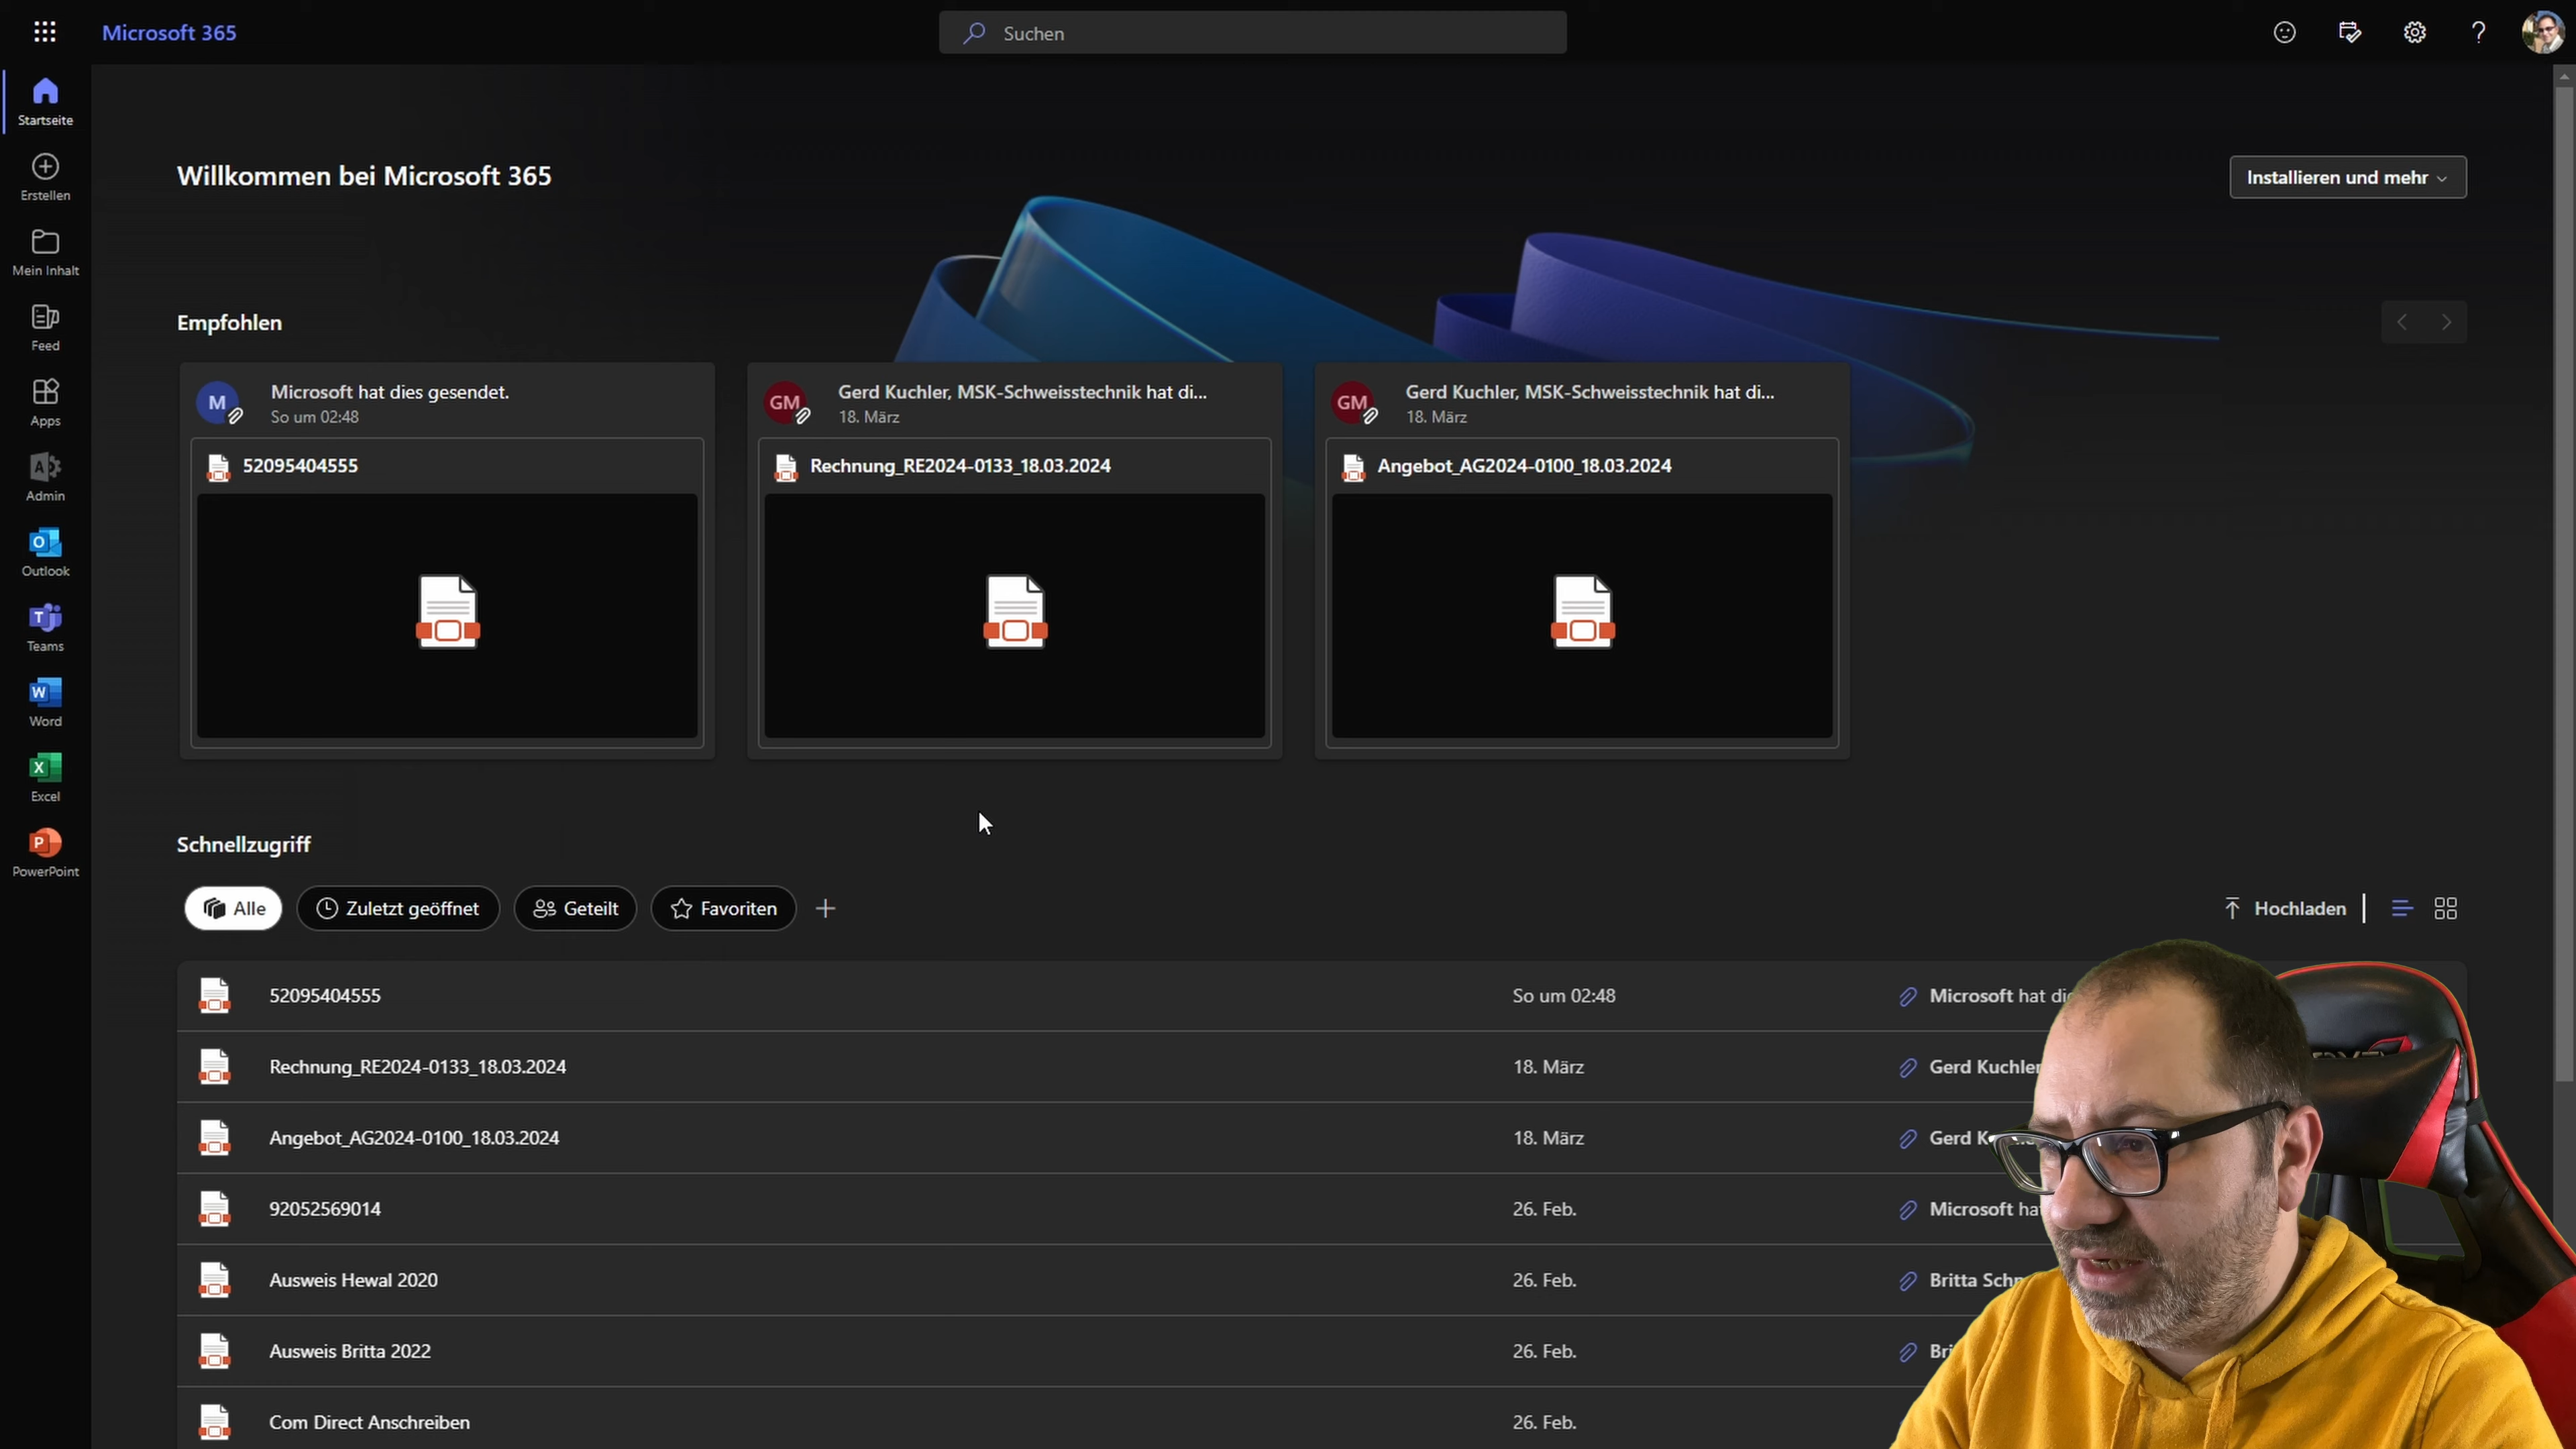 Microsoft 365
Suchen
Startseite
Erstellen
Mein Inhalt
Feed
Apps
Admin
Outlook
Teams
Word
Excel
PowerPoint
Willkommen bei Microsoft 365
Installieren und mehr
Empfohlen
M
Microsoft hat dies gesendet.
So um 02:48
52095404555
GM
Gerd Kuchler, MSK-Schweisstechnik hat di...
18. März
Rechnung_RE2024-0133_18.03.2024
GM
Gerd Kuchler, MSK-Schweisstechnik hat di...
18. März
Angebot_AG2024-0100_18.03.2024
Schnellzugriff
Alle
Zuletzt geöffnet
Geteilt
Favoriten
Hochladen
52095404555 So um 02:48 Microsoft hat
Rechnung_RE2024-0133_18.03.2024 18. März Gerd Kuchler
Angebot_AG2024-0100_18.03.2024 18. März Gerd
92052569014 26. Feb. Microsoft
Ausweis Hewal 2020 26. Feb. Britta
Ausweis Britta 2022 26. Feb.
Com Direct Anschreiben 26. Feb.